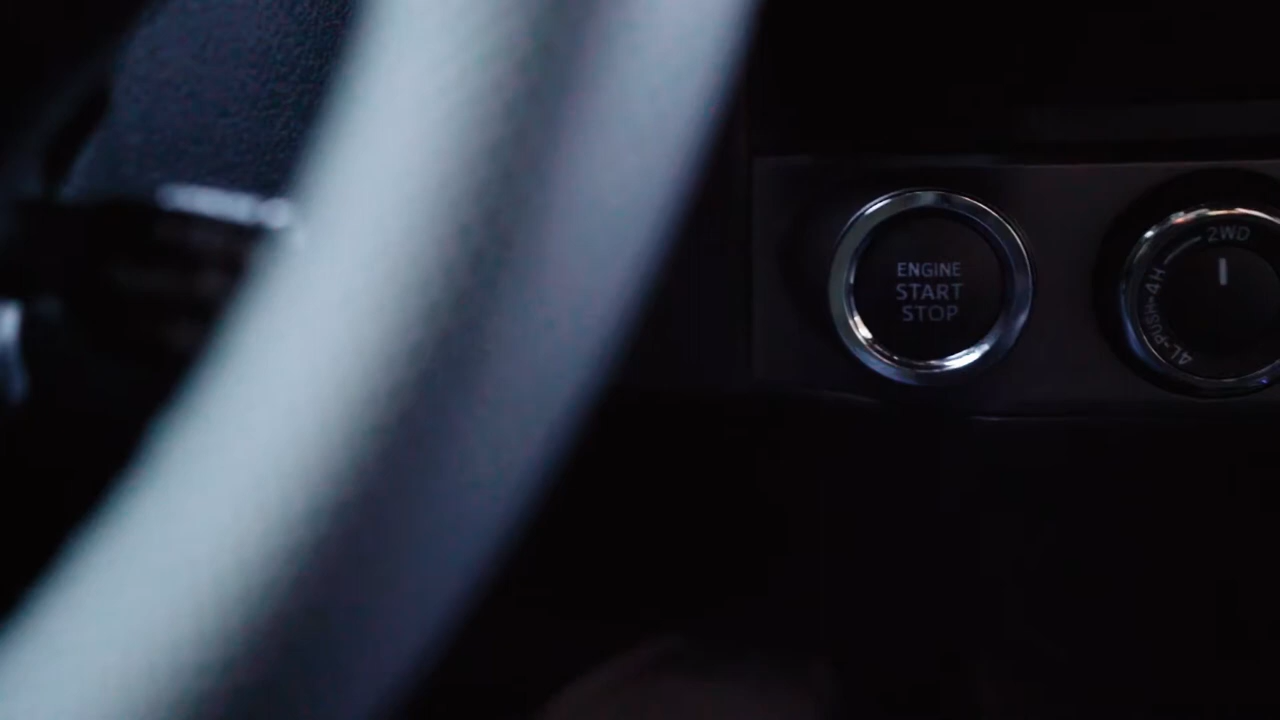 ENGINE
START
STOP
2WD
4L-PUSH-4H